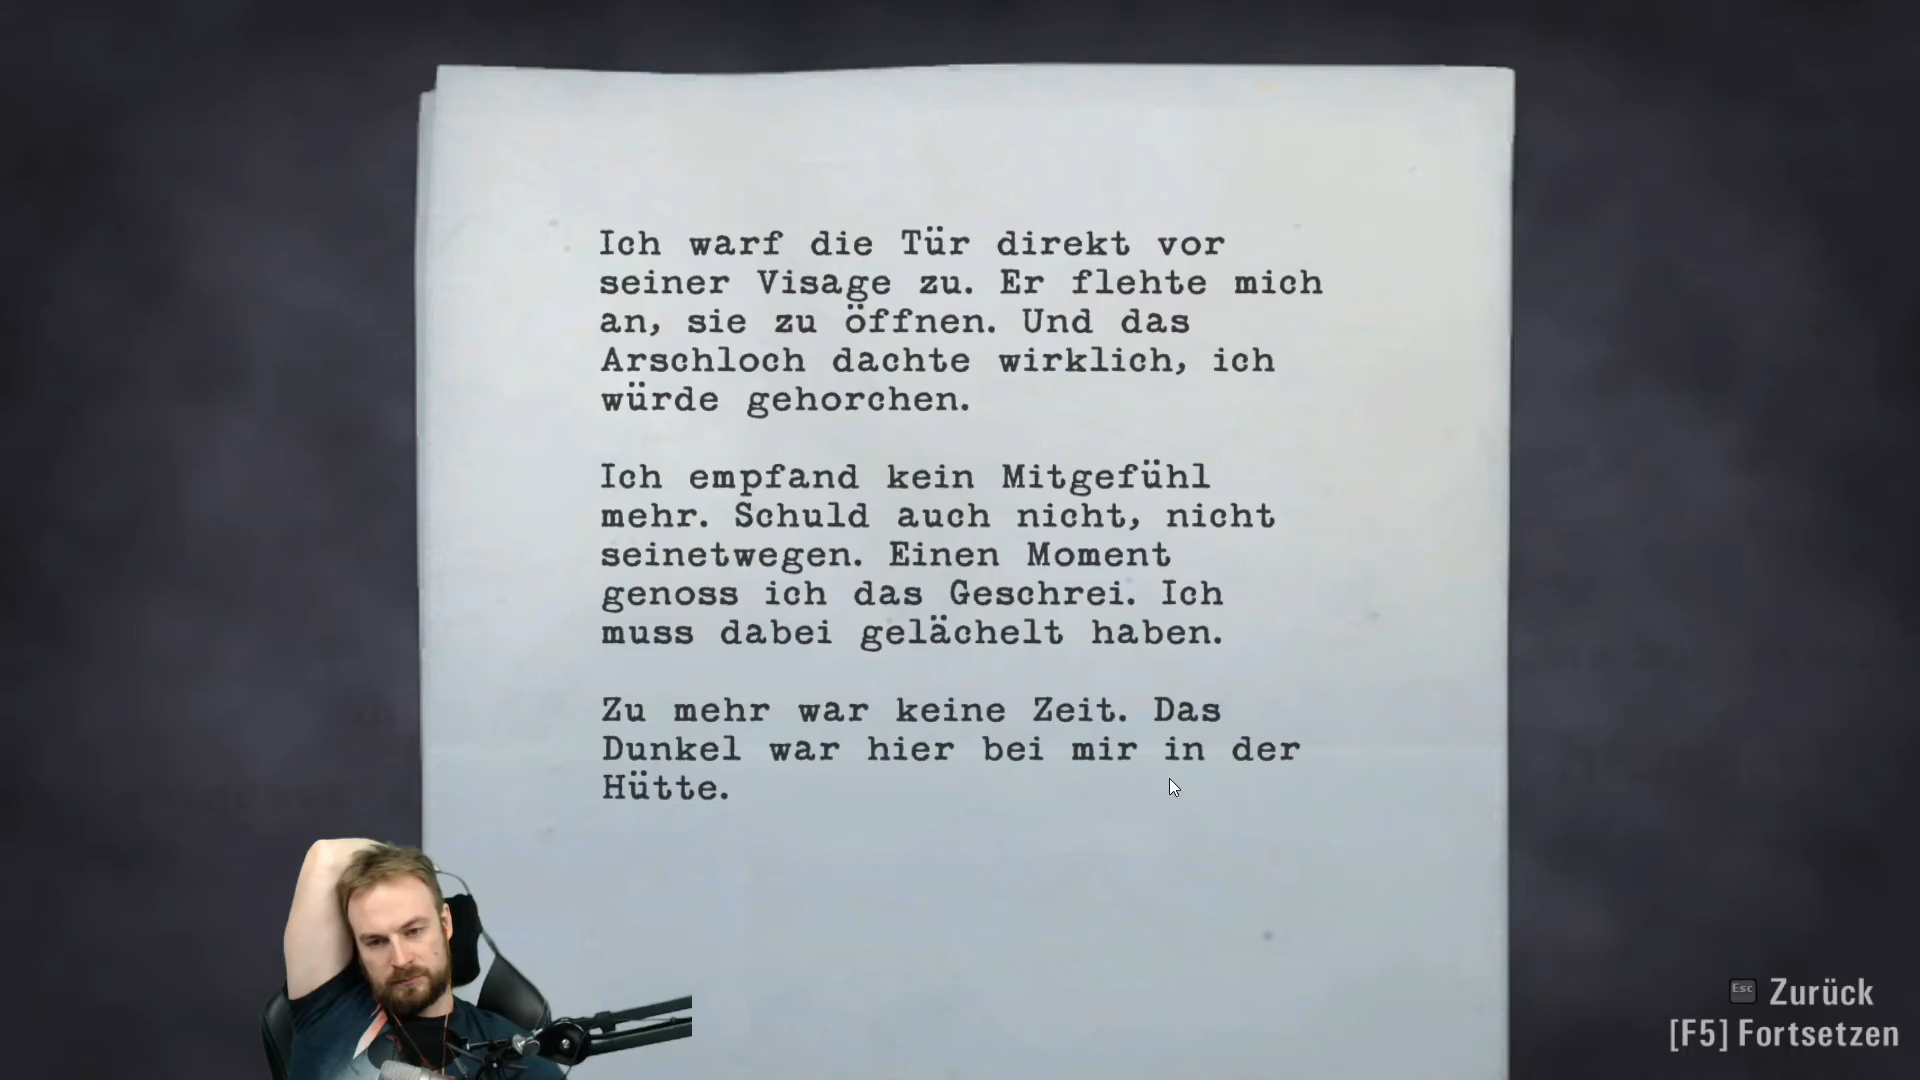 Ich warf die Tür direkt vor
seiner Visage zu. Er flehte mich
an, sie zu öffnen. Und das
Arschloch dachte wirklich, ich
würde gehorchen.
Ich empfand kein Mitgefühl
mehr. Schuld auch nicht, nicht
seinetwegen. Einen Moment
genoss ich das Geschrei. Ich
muss dabei gelächelt haben.
Zu mehr war keine Zeit. Das
Dunkel war hier bei mir in der
Hütte.
Esc Zurück
[F5] Fortsetzen